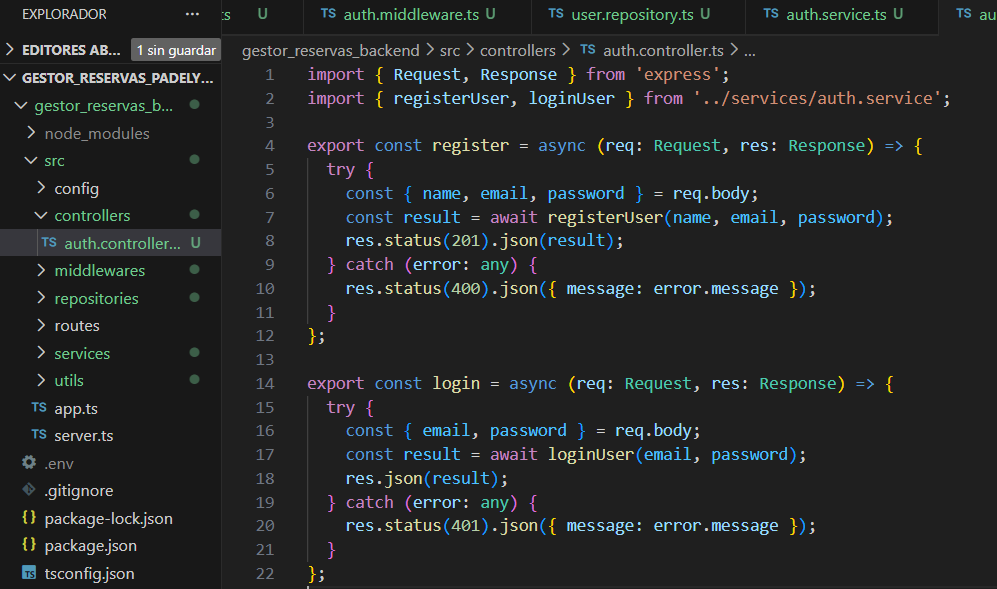 EXPLORADOR ...
EDITORES AB... 1 sin guardar
GESTOR_RESERVAS_PADELY...
gestor_reservas_b...
node_modules
src
config
controllers
TS auth.controller... U
middlewares
repositories
routes
services
utils
TS app.ts
TS server.ts
.env
.gitignore
{} package-lock.json
{} package.json
TS tsconfig.json
ts U TS auth.middleware.ts U TS user.repository.ts U TS auth.service.ts U TS au
gestor_reservas_backend > src > controllers > TS auth.controller.ts > ...
1 import { Request, Response } from 'express';
2 import { registerUser, loginUser } from '../services/auth.service';
3
4 export const register = async (req: Request, res: Response) => {
5 try {
6 const { name, email, password } = req.body;
7 const result = await registerUser(name, email, password);
8 res.status(201).json(result);
9 } catch (error: any) {
10 res.status(400).json({ message: error.message });
11 }
12 };
13
14 export const login = async (req: Request, res: Response) => {
15 try {
16 const { email, password } = req.body;
17 const result = await loginUser(email, password);
18 res.json(result);
19 } catch (error: any) {
20 res.status(401).json({ message: error.message });
21 }
22 };